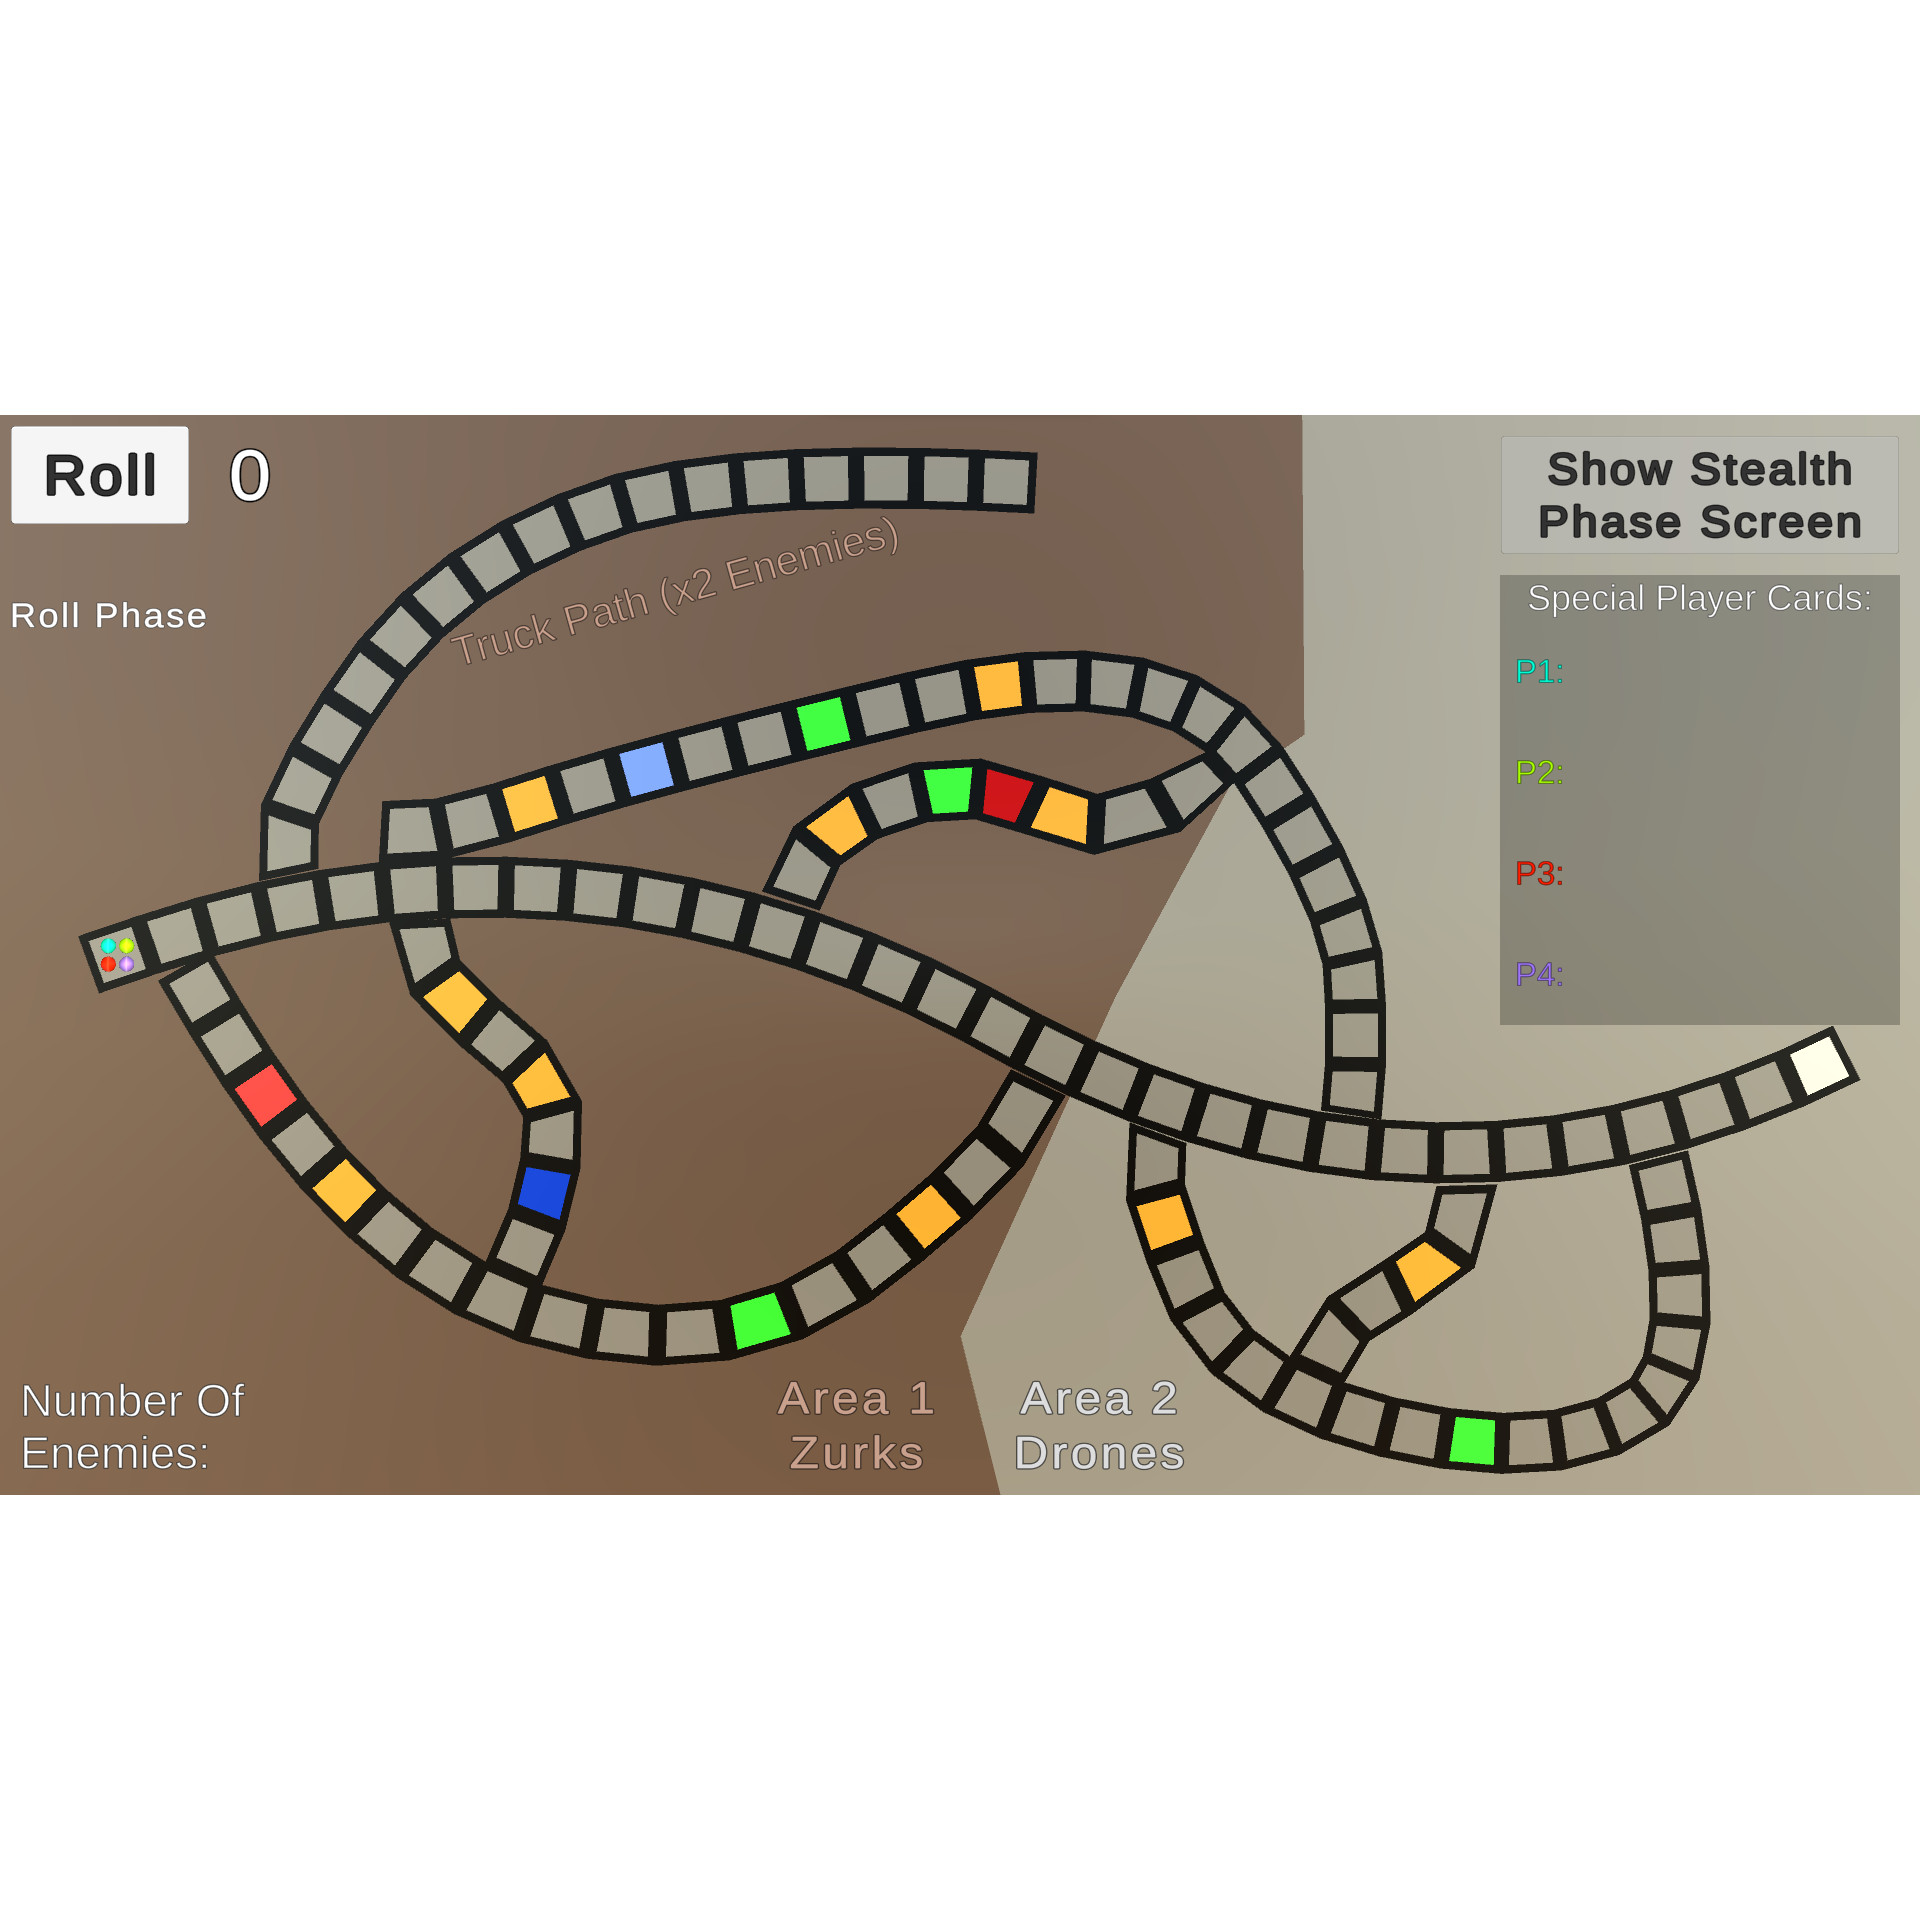 Roll
0
Show Stealth
Phase Screen
Roll Phase
Truck Path (x2 Enemies)
Special Player Cards:
P1:
P2:
P3:
P4:
Number Of
Enemies:
Area 1
Zurks
Area 2
Drones